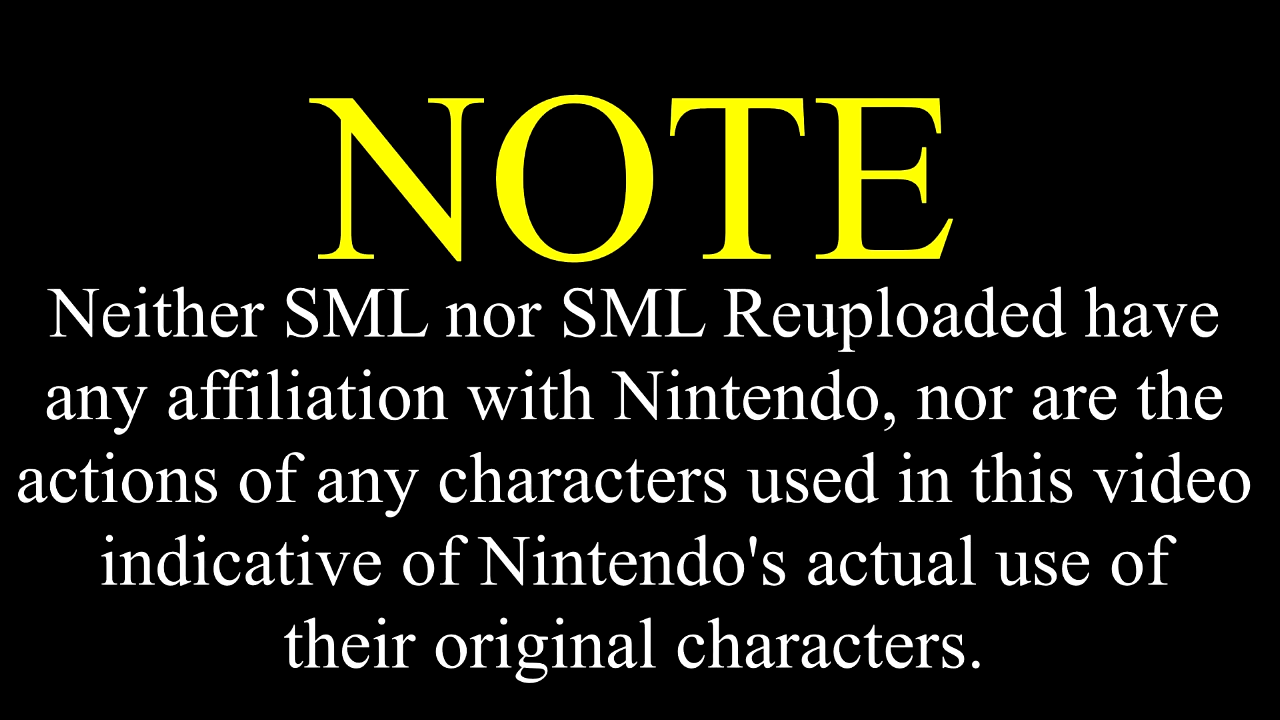 NOTE
Neither SML nor SML Reuploaded have
any affiliation with Nintendo, nor are the
actions of any characters used in this video
indicative of Nintendo's actual use of
their original characters.